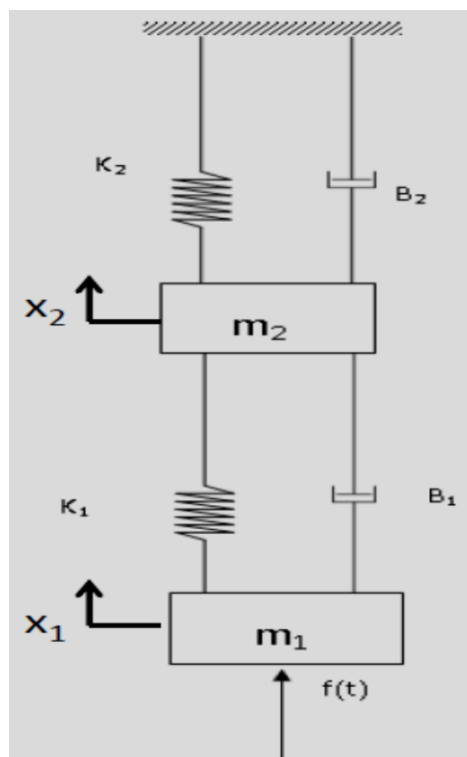 K₂
B₂
x₂
m₂
K₁
B₁
x₁
m₁
f(t)